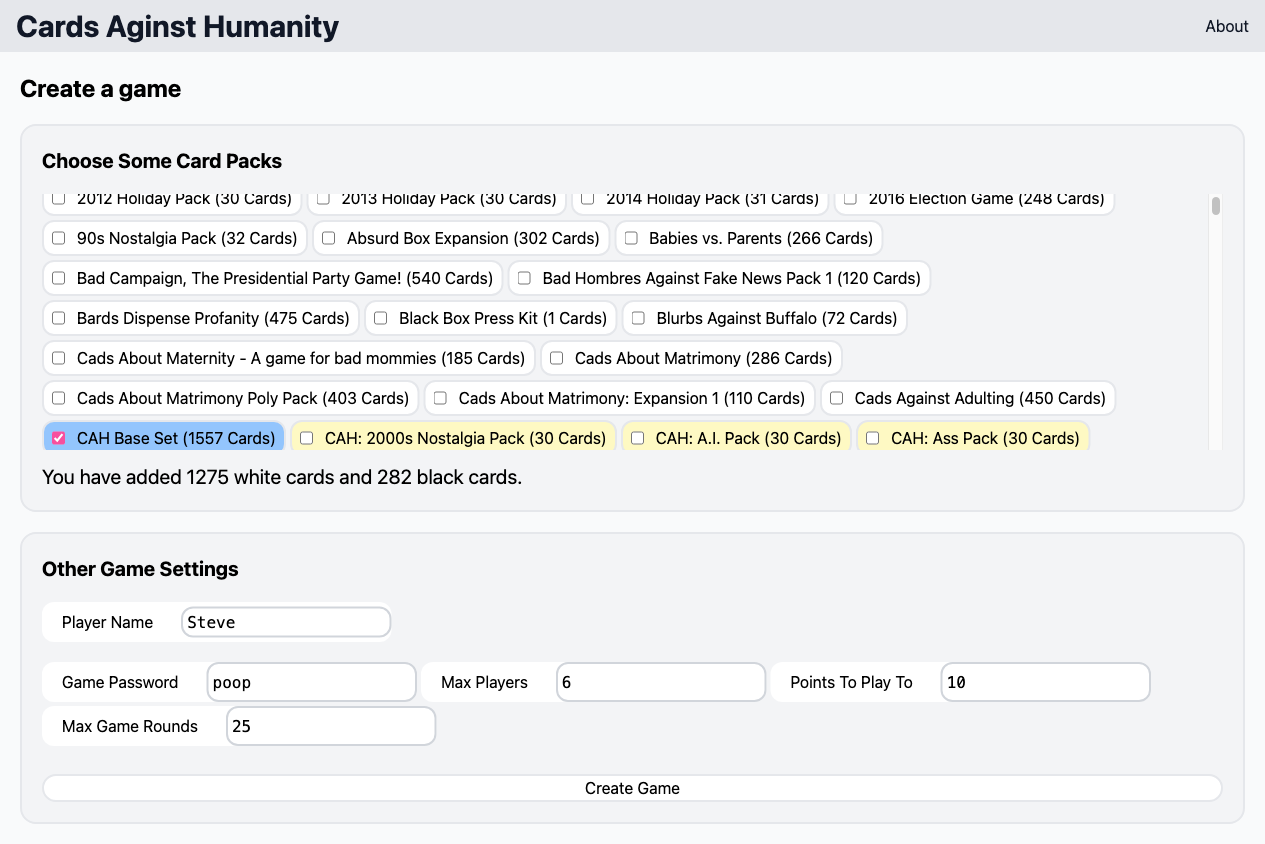 Cards Aginst Humanity
About
Create a game
Choose Some Card Packs
2012 Holiday Pack (30 Cards) 2013 Holiday Pack (30 Cards) 2014 Holiday Pack (31 Cards) 2016 Election Game (248 Cards)
90s Nostalgia Pack (32 Cards) Absurd Box Expansion (302 Cards) Babies vs. Parents (266 Cards)
Bad Campaign, The Presidential Party Game! (540 Cards) Bad Hombres Against Fake News Pack 1 (120 Cards)
Bards Dispense Profanity (475 Cards) Black Box Press Kit (1 Cards) Blurbs Against Buffalo (72 Cards)
Cads About Maternity - A game for bad mommies (185 Cards) Cads About Matrimony (286 Cards)
Cads About Matrimony Poly Pack (403 Cards) Cads About Matrimony: Expansion 1 (110 Cards) Cads Against Adulting (450 Cards)
CAH Base Set (1557 Cards) CAH: 2000s Nostalgia Pack (30 Cards) CAH: A.I. Pack (30 Cards) CAH: Ass Pack (30 Cards)
You have added 1275 white cards and 282 black cards.
Other Game Settings
Player Name Steve
Game Password poop Max Players 6 Points To Play To 10
Max Game Rounds 25
Create Game